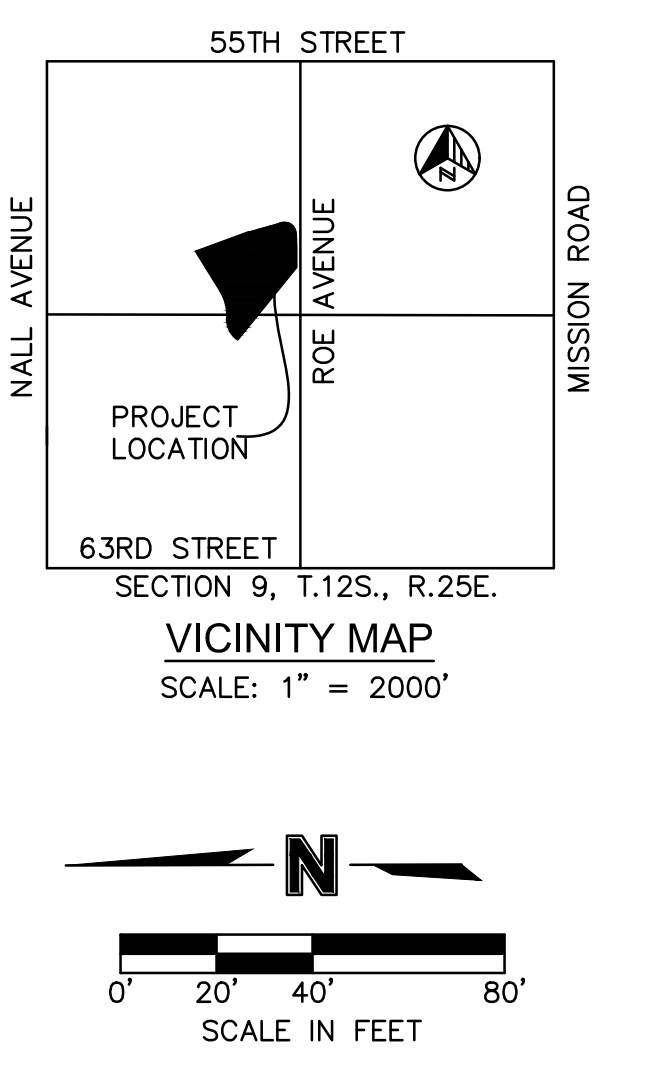 55TH STREET
N
NALL AVENUE
ROE AVENUE
MISSION ROAD
PROJECT
LOCATION
63RD STREET
SECTION 9, T.12S., R.25E.
VICINITY MAP
SCALE: 1" = 2000'
N
0' 20' 40' 80'
SCALE IN FEET